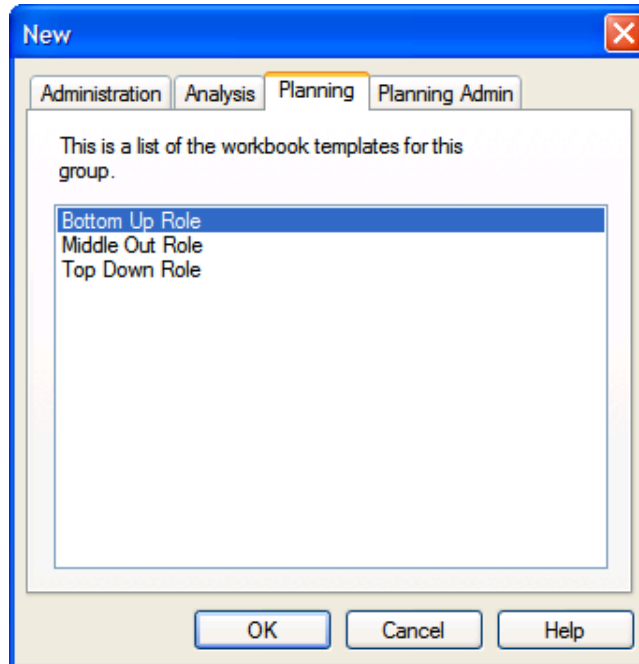 New
Administration
Analysis
Planning
Planning Admin
This is a list of the workbook templates for this
group.
Bottom Up Role
Middle Out Role
Top Down Role
OK
Cancel
Help